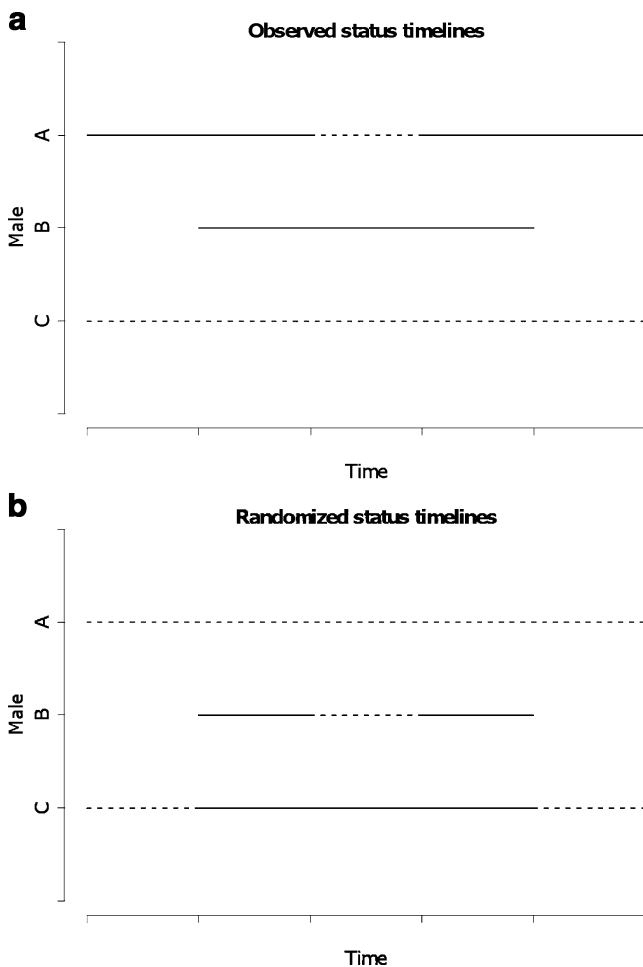 a
Observed status timelines
A
B
C
Male
Time
b
Randomized status timelines
A
B
C
Male
Time